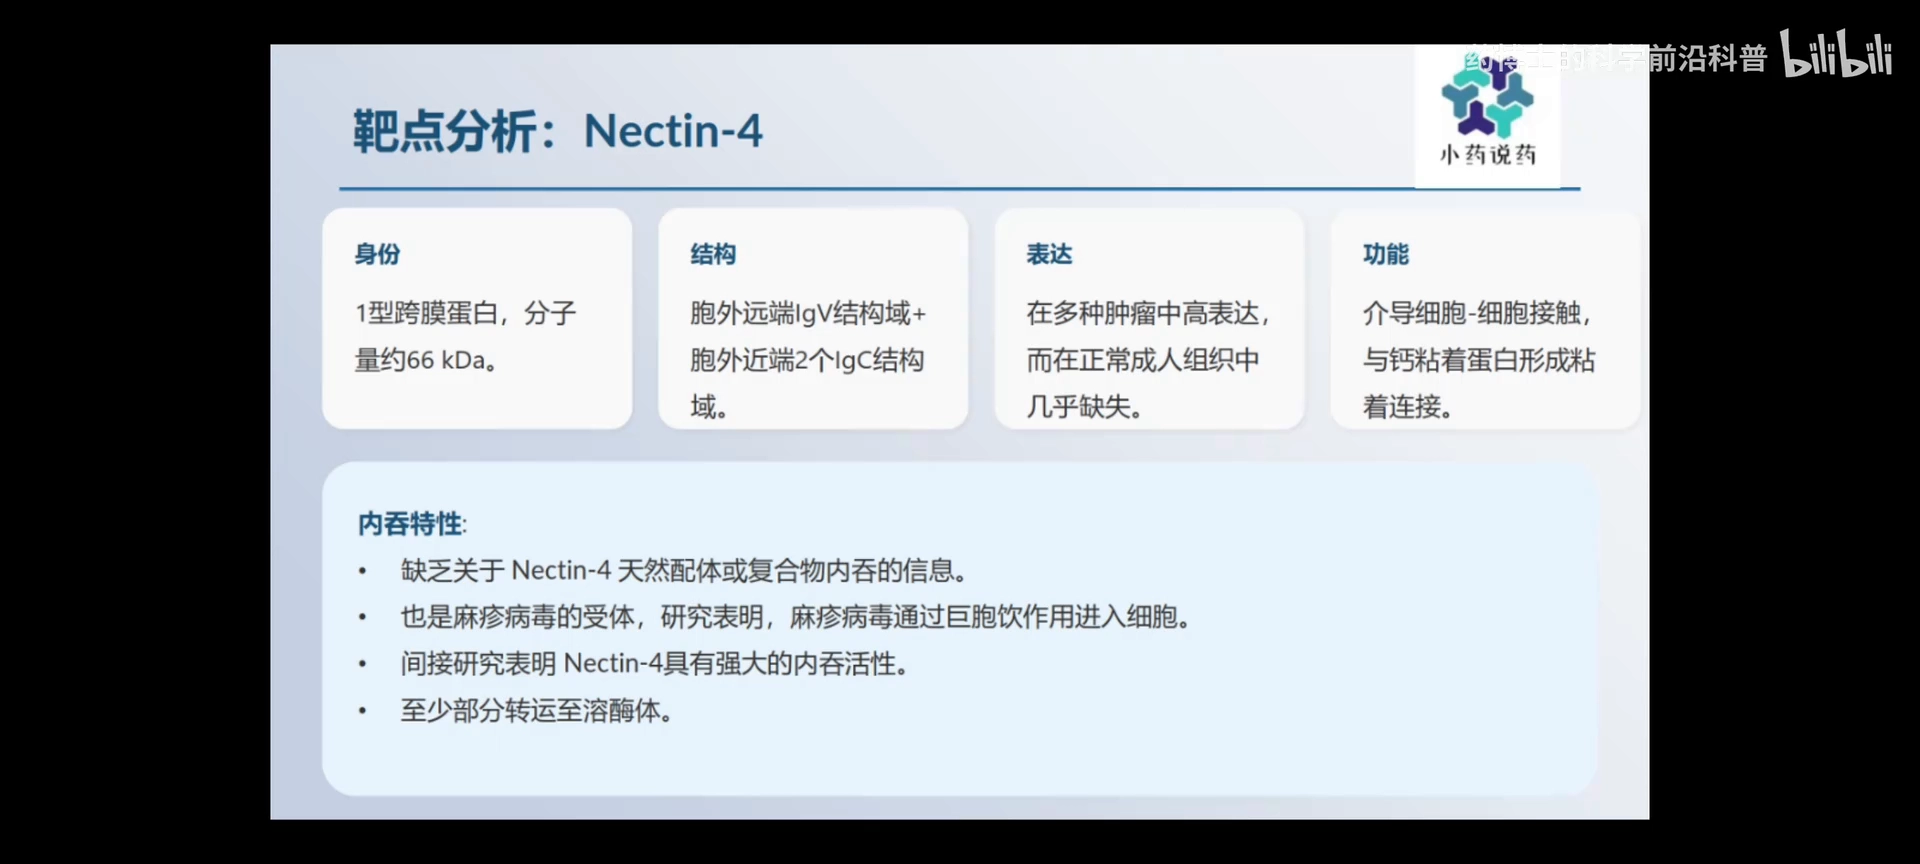 药博士的科学前沿科普 bilibili
小药说药
靶点分析：Nectin-4
身份
1型跨膜蛋白，分子
量约66 kDa。
结构
胞外远端IgV结构域+
胞外近端2个IgC结构
域。
表达
在多种肿瘤中高表达，
而在正常成人组织中
几乎缺失。
功能
介导细胞-细胞接触，
与钙粘着蛋白形成粘
着连接。
内吞特性:
• 缺乏关于 Nectin-4 天然配体或复合物内吞的信息。
• 也是麻疹病毒的受体，研究表明，麻疹病毒通过巨胞饮作用进入细胞。
• 间接研究表明 Nectin-4具有强大的内吞活性。
• 至少部分转运至溶酶体。